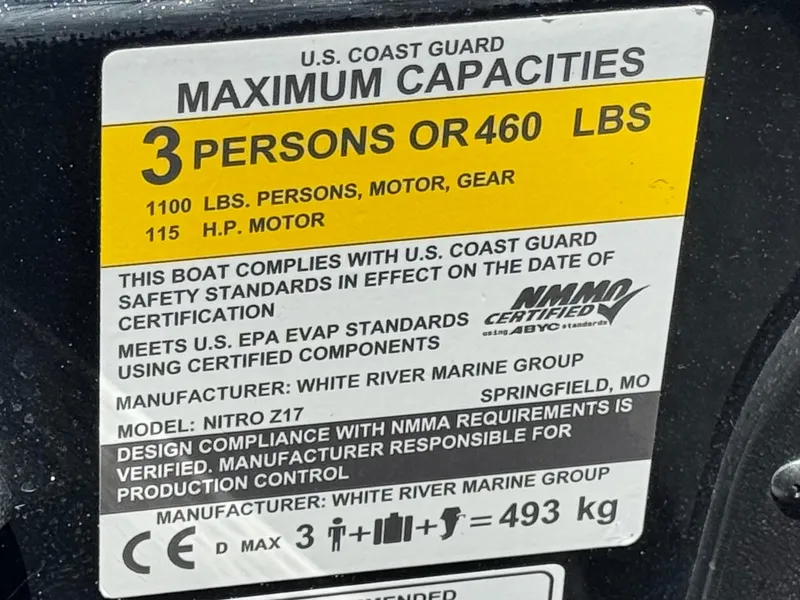 U.S. COAST GUARD
MAXIMUM CAPACITIES
3 PERSONS OR 460 LBS
1100 LBS. PERSONS, MOTOR, GEAR
115 H.P. MOTOR
THIS BOAT COMPLIES WITH U.S. COAST GUARD
SAFETY STANDARDS IN EFFECT ON THE DATE OF
CERTIFICATION
NMMA
CERTIFIED
using ABYC standards
MEETS U.S. EPA EVAP STANDARDS
USING CERTIFIED COMPONENTS
MANUFACTURER: WHITE RIVER MARINE GROUP
SPRINGFIELD, MO
MODEL: NITRO Z17
DESIGN COMPLIANCE WITH NMMA REQUIREMENTS IS
VERIFIED. MANUFACTURER RESPONSIBLE FOR
PRODUCTION CONTROL
MANUFACTURER: WHITE RIVER MARINE GROUP
CE D MAX 3 + + = 493 kg